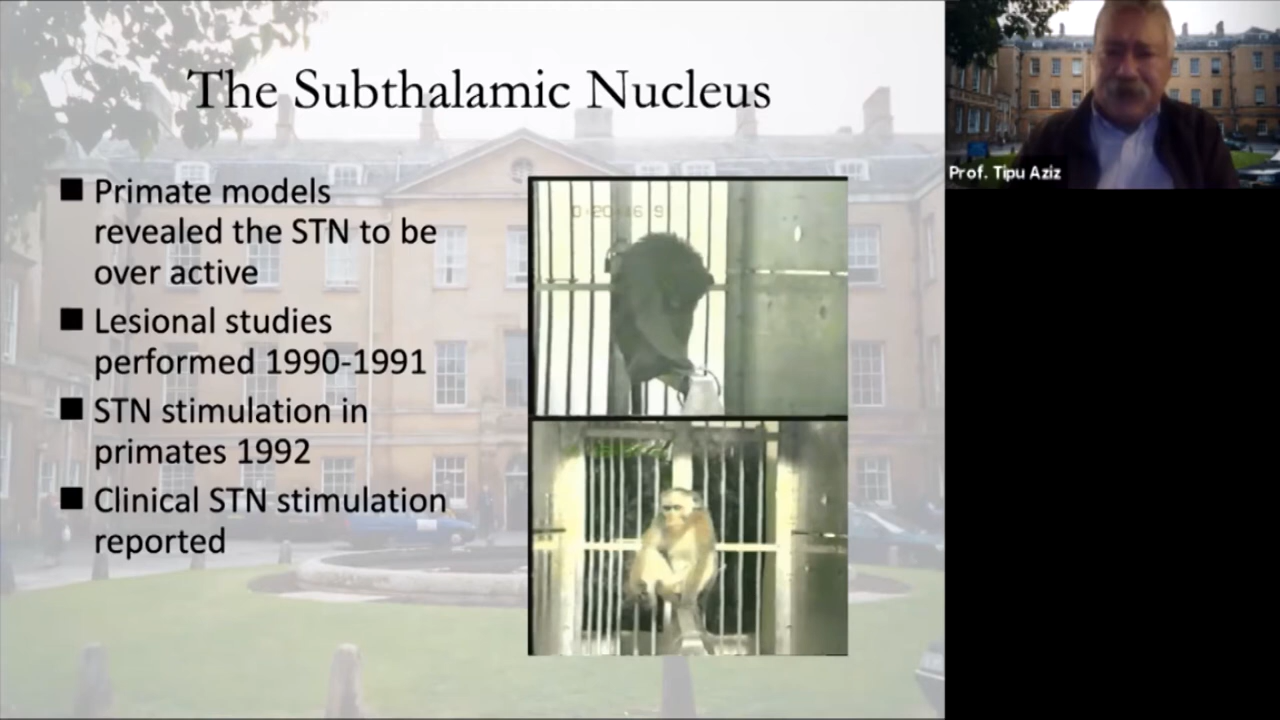 The Subthalamic Nucleus
Primate models
revealed the STN to be
over active
Lesional studies
performed 1990-1991
STN stimulation in
primates 1992
Clinical STN stimulation
reported
Prof. Tipu Aziz